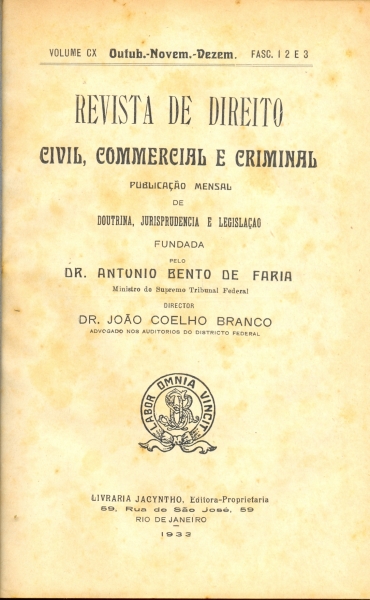 VOLUME CX Outub.-Novem.-Dezem. FASC. 1 2 E 3
REVISTA DE DIREITO
CIVIL, COMMERCIAL E CRIMINAL
PUBLICAÇÃO MENSAL
DE
DOUTRINA, JURISPRUDENCIA E LEGISLAÇAO
FUNDADA
PELO
DR. ANTONIO BENTO DE FARIA
Ministro do Supremo Tribunal Federal
DIRECTOR
DR. JOÃO COELHO BRANCO
ADVOGADO NOS AUDITORIOS DO DISTRICTO FEDERAL
LABOR OMNIA VINCIT
LIVRARIA JACYNTHO, Editora-Proprietaria
59, Rua de São José, 59
RIO DE JANEIRO
1933